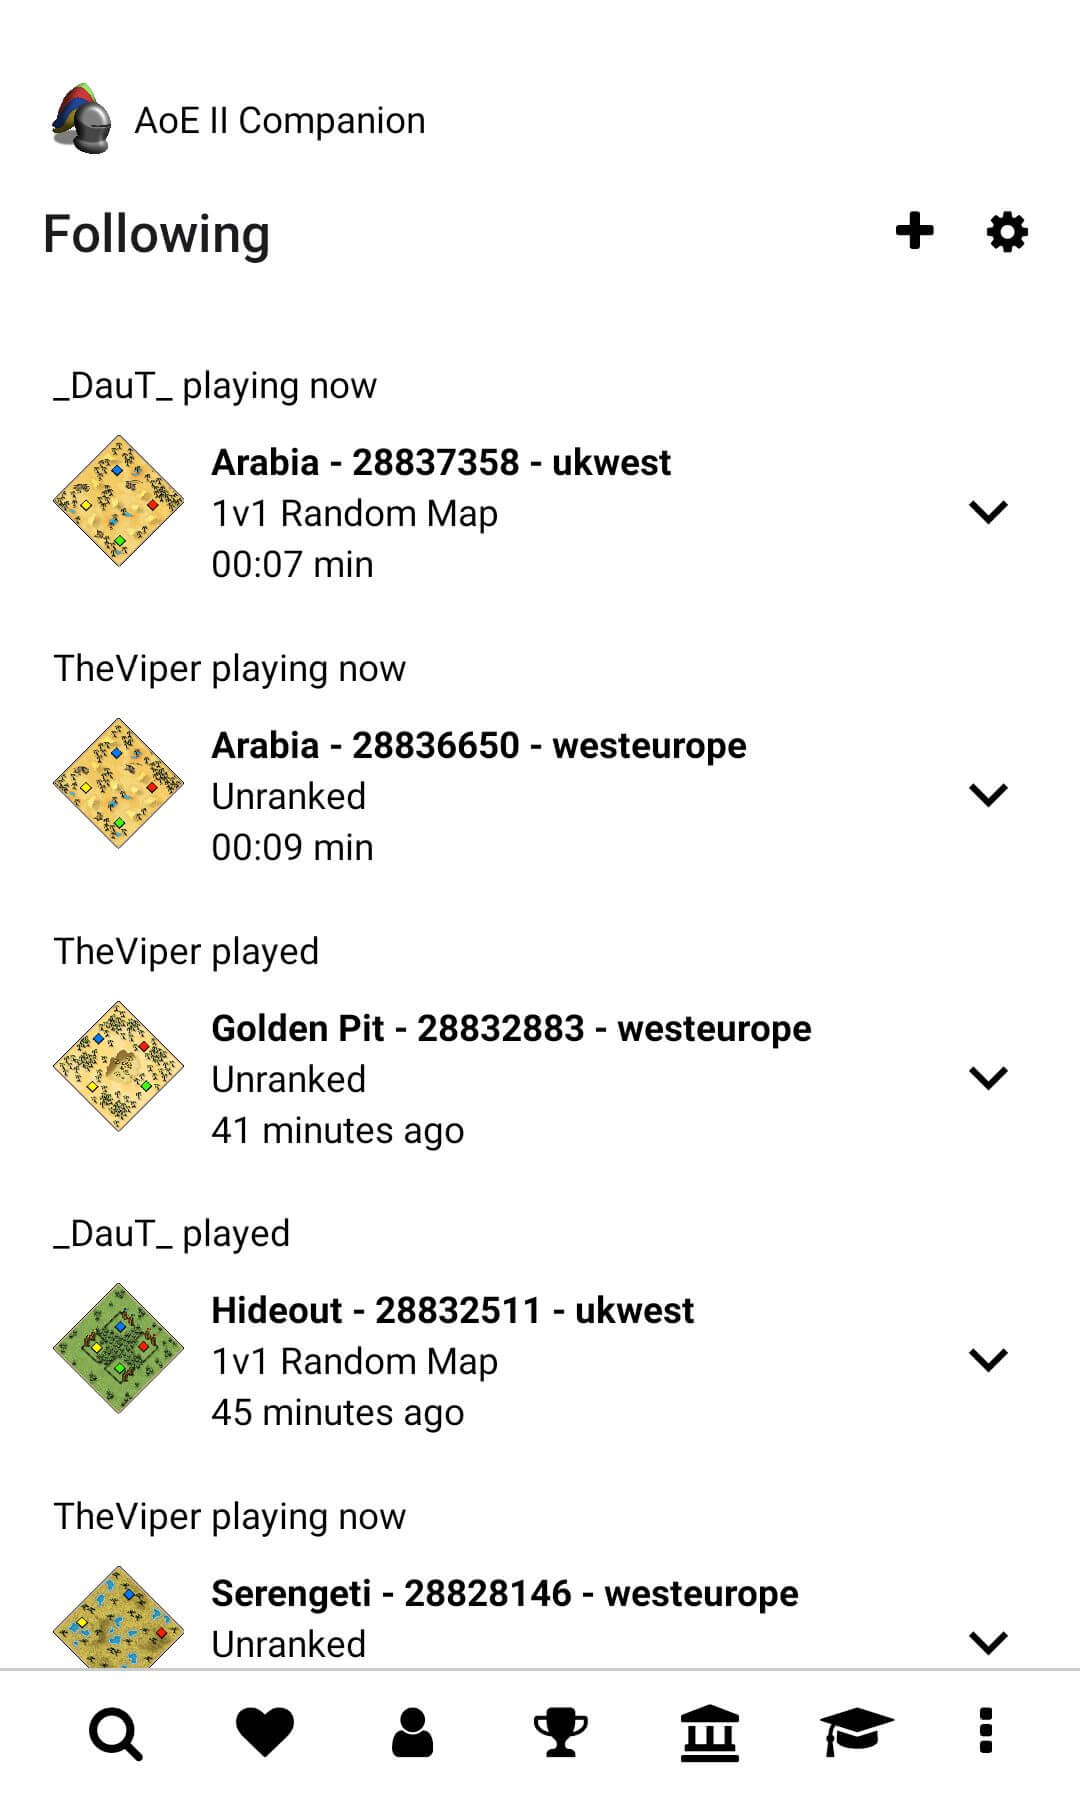 AoE II Companion
Following
_DauT_ playing now
Arabia - 28837358 - ukwest
1v1 Random Map
00:07 min
TheViper playing now
Arabia - 28836650 - westeurope
Unranked
00:09 min
TheViper played
Golden Pit - 28832883 - westeurope
Unranked
41 minutes ago
_DauT_ played
Hideout - 28832511 - ukwest
1v1 Random Map
45 minutes ago
TheViper playing now
Serengeti - 28828146 - westeurope
Unranked